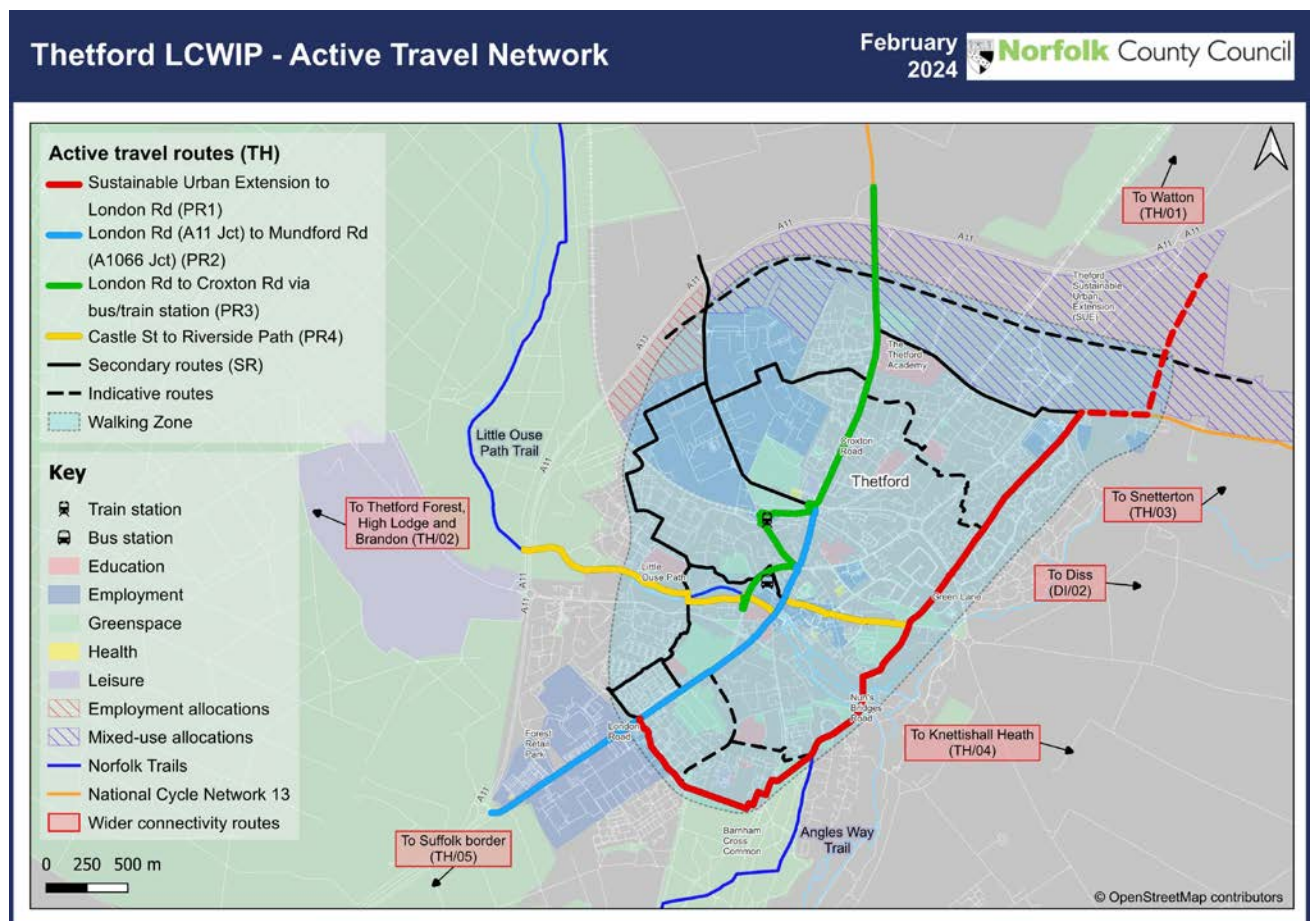 Thetford LCWIP - Active Travel Network
February
2024
Norfolk County Council
Active travel routes (TH)
Sustainable Urban Extension to
London Rd (PR1)
London Rd (A11 Jct) to Mundford Rd
(A1066 Jct) (PR2)
London Rd to Croxton Rd via
bus/train station (PR3)
Castle St to Riverside Path (PR4)
Secondary routes (SR)
Indicative routes
Walking Zone
Key
Train station
Bus station
Education
Employment
Greenspace
Health
Leisure
Employment allocations
Mixed-use allocations
Norfolk Trails
National Cycle Network 13
Wider connectivity routes
0 250 500 m
To Watton
(TH/01)
A11
A11
A11
A11
A11
A11
Thetford
Sustainable
Urban
Extension
(SUE)
The
Thetford
Academy
Little Ouse
Path Trail
A11
Croxton
Road
Thetford
To Thetford Forest,
High Lodge and
Brandon (TH/02)
To Snetterton
(TH/03)
Little
Ouse Path
A11
To Diss
(DI/02)
Green Lane
Nun's
Bridges
Road
London
Road
Forest
Retail
Park
To Knettishall Heath
(TH/04)
A11
Barnham
Cross
Common
Angles Way
Trail
To Suffolk border
(TH/05)
© OpenStreetMap contributors